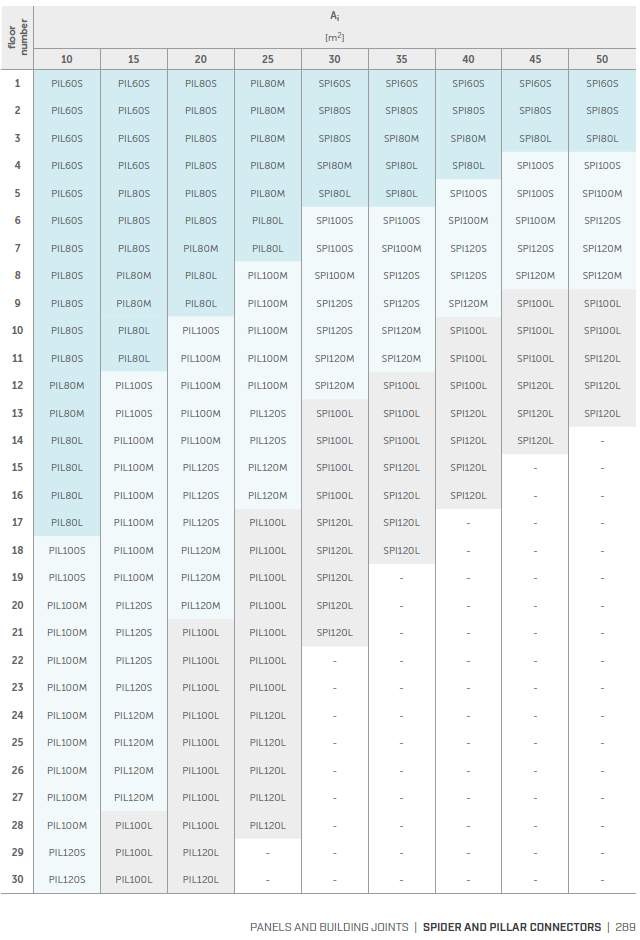 floor number
Ai
[m2]
10 15 20 25 30 35 40 45 50
1 PIL60S PIL60S PIL80S PIL80M SPI60S SPI60S SPI60S SPI60S SPI60S
2 PIL60S PIL60S PIL80S PIL80M SPI80S SPI80S SPI80S SPI80S SPI80S
3 PIL60S PIL60S PIL80S PIL80M SPI80S SPI80M SPI80M SPI80L SPI80L
4 PIL60S PIL60S PIL80S PIL80M SPI80M SPI80L SPI80L SPI100S SPI100S
5 PIL60S PIL80S PIL80S PIL80M SPI80L SPI80L SPI100S SPI100S SPI100M
6 PIL60S PIL80S PIL80S PIL80L SPI100S SPI100S SPI100M SPI100M SPI120S
7 PIL80S PIL80S PIL80M PIL80L SPI100S SPI100M SPI120S SPI120S SPI120M
8 PIL80S PIL80M PIL80L PIL100M SPI100M SPI120S SPI120S SPI120M SPI120M
9 PIL80S PIL80M PIL80L PIL100M SPI120S SPI120S SPI120M SPI100L SPI100L
10 PIL80S PIL80L PIL100S PIL100M SPI120S SPI120M SPI100L SPI100L SPI100L
11 PIL80S PIL80L PIL100M PIL100M SPI120M SPI120M SPI100L SPI100L SPI120L
12 PIL80M PIL100S PIL100M PIL100M SPI120M SPI100L SPI100L SPI120L SPI120L
13 PIL80M PIL100S PIL100M PIL120S SPI100L SPI100L SPI120L SPI120L SPI120L
14 PIL80L PIL100M PIL100M PIL120S SPI100L SPI100L SPI120L SPI120L -
15 PIL80L PIL100M PIL120S PIL120M SPI100L SPI120L SPI120L - -
16 PIL80L PIL100M PIL120S PIL120M SPI100L SPI120L SPI120L - -
17 PIL80L PIL100M PIL120S PIL100L SPI120L SPI120L - - -
18 PIL100S PIL100M PIL120M PIL100L SPI120L SPI120L - - -
19 PIL100S PIL100M PIL120M PIL100L SPI120L - - - -
20 PIL100M PIL120S PIL120M PIL100L SPI120L - - - -
21 PIL100M PIL120S PIL100L PIL100L SPI120L - - - -
22 PIL100M PIL120S PIL100L PIL100L - - - - -
23 PIL100M PIL120S PIL100L PIL100L - - - - -
24 PIL100M PIL120M PIL100L PIL120L - - - - -
25 PIL100M PIL120M PIL100L PIL120L - - - - -
26 PIL100M PIL120M PIL100L PIL120L - - - - -
27 PIL100M PIL120M PIL100L PIL120L - - - - -
28 PIL100M PIL100L PIL100L PIL120L - - - - -
29 PIL120S PIL100L PIL120L - - - - - -
30 PIL120S PIL100L PIL120L - - - - - -
PANELS AND BUILDING JOINTS | SPIDER AND PILLAR CONNECTORS | 289